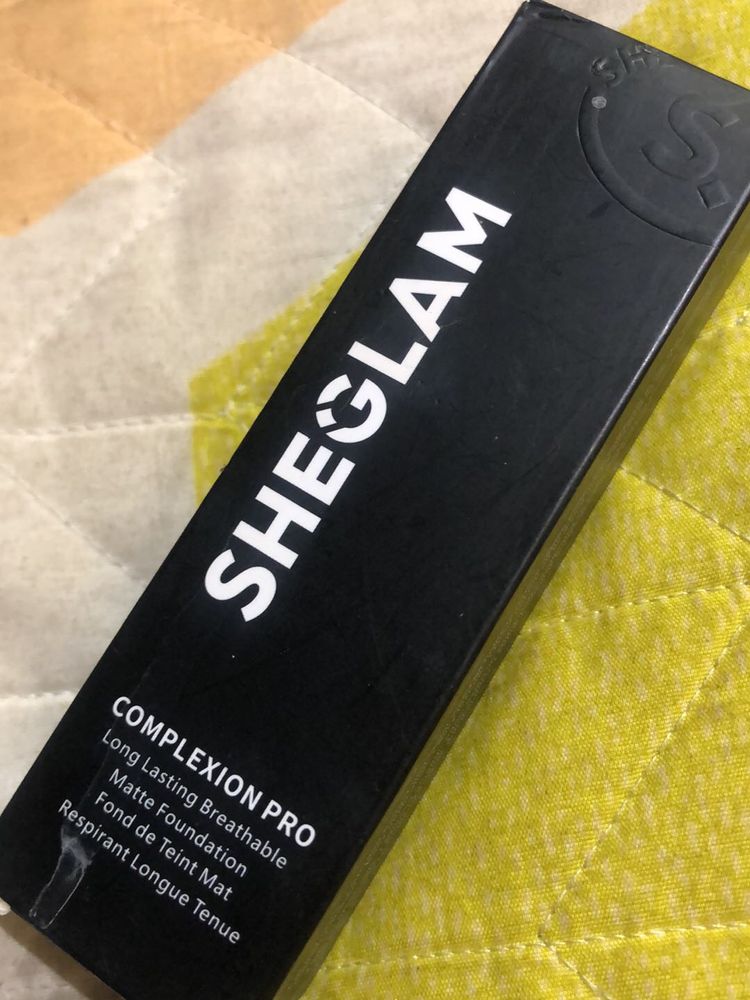 SHEGLAM
COMPLEXION PRO
Long Lasting Breathable
Matte Foundation
Fond de Teint Mat
Respirant Longue Tenue